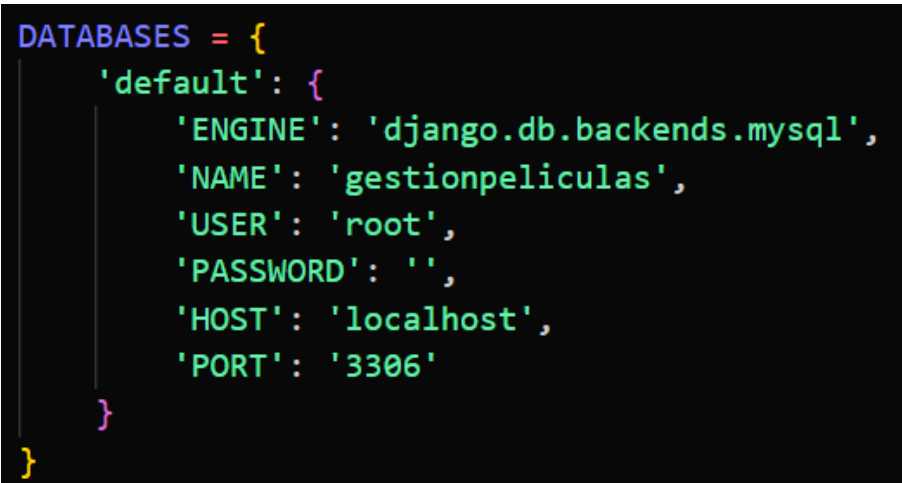 DATABASES = {
    'default': {
        'ENGINE': 'django.db.backends.mysql',
        'NAME': 'gestionpeliculas',
        'USER': 'root',
        'PASSWORD': '',
        'HOST': 'localhost',
        'PORT': '3306'
    }
}